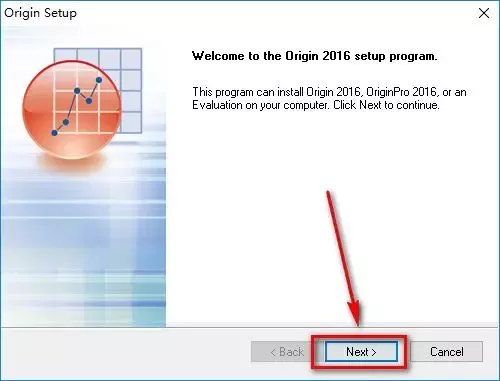 Origin Setup
Welcome to the Origin 2016 setup program.
This program can install Origin 2016, OriginPro 2016, or an
Evaluation on your computer. Click Next to continue.
< Back
Next >
Cancel